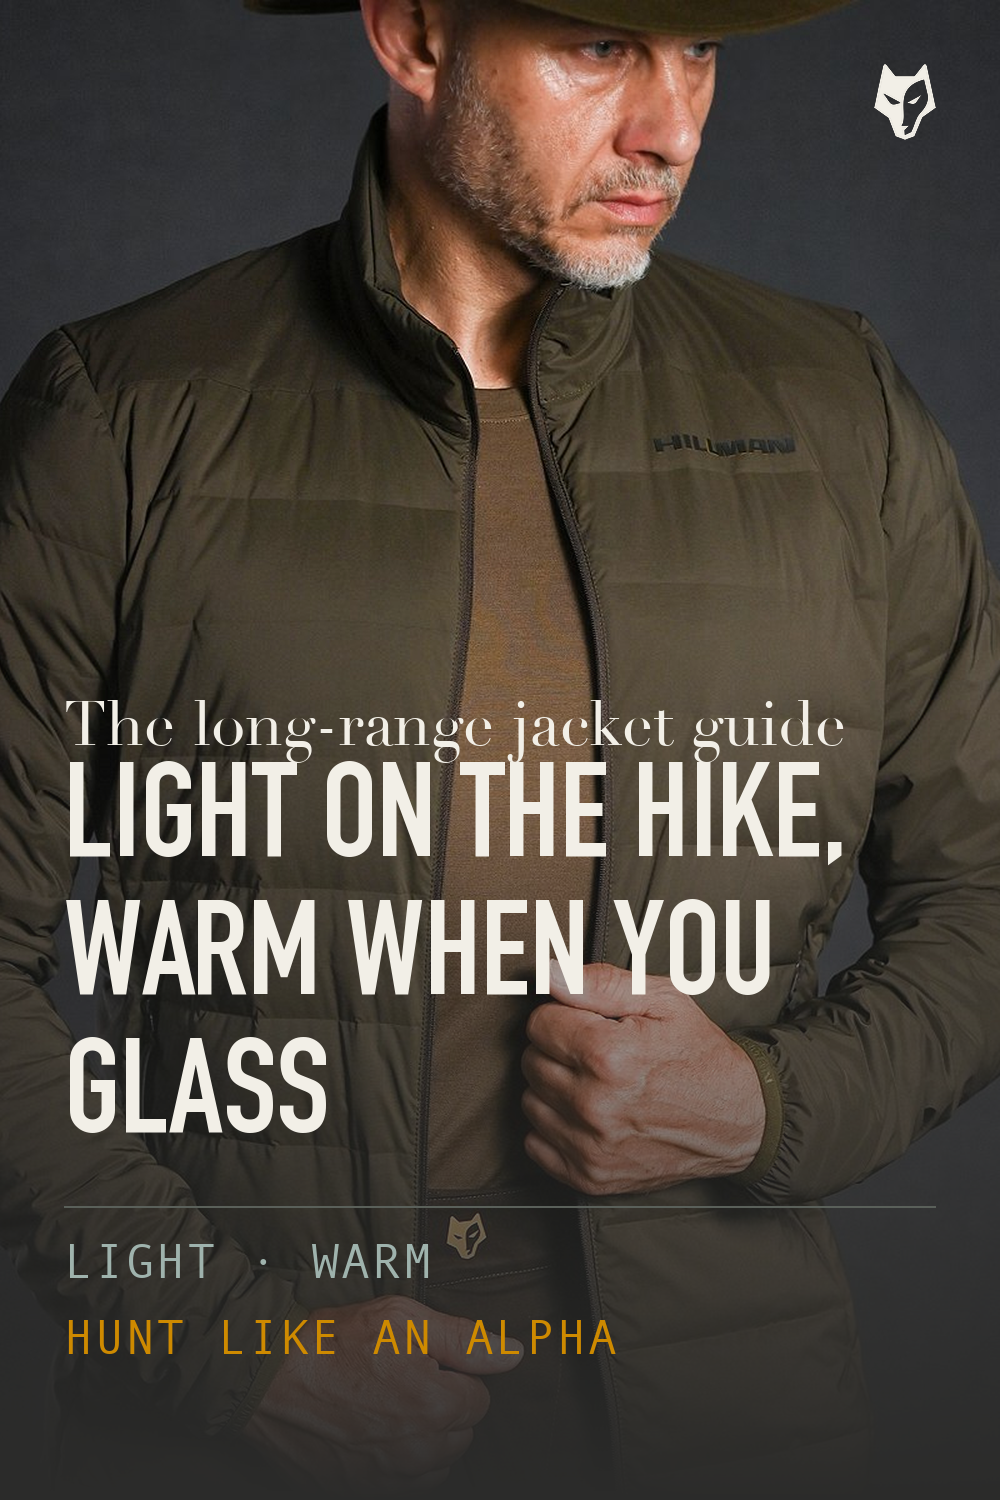 HILLMAN
The long-range jacket guide
LIGHT ON THE HIKE,
WARM WHEN YOU
GLASS
LIGHT · WARM
HUNT LIKE AN ALPHA